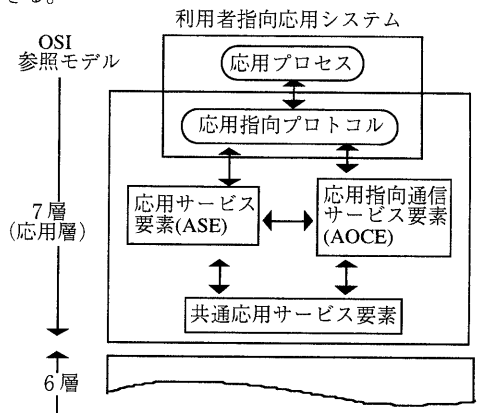 きる。
利用者指向応用システム
OSI
参照モデル
応用プロセス
応用指向プロトコル
7層
(応用層)
応用サービス
要素(ASE)
応用指向通信
サービス要素
(AOCE)
共通応用サービス要素
6層